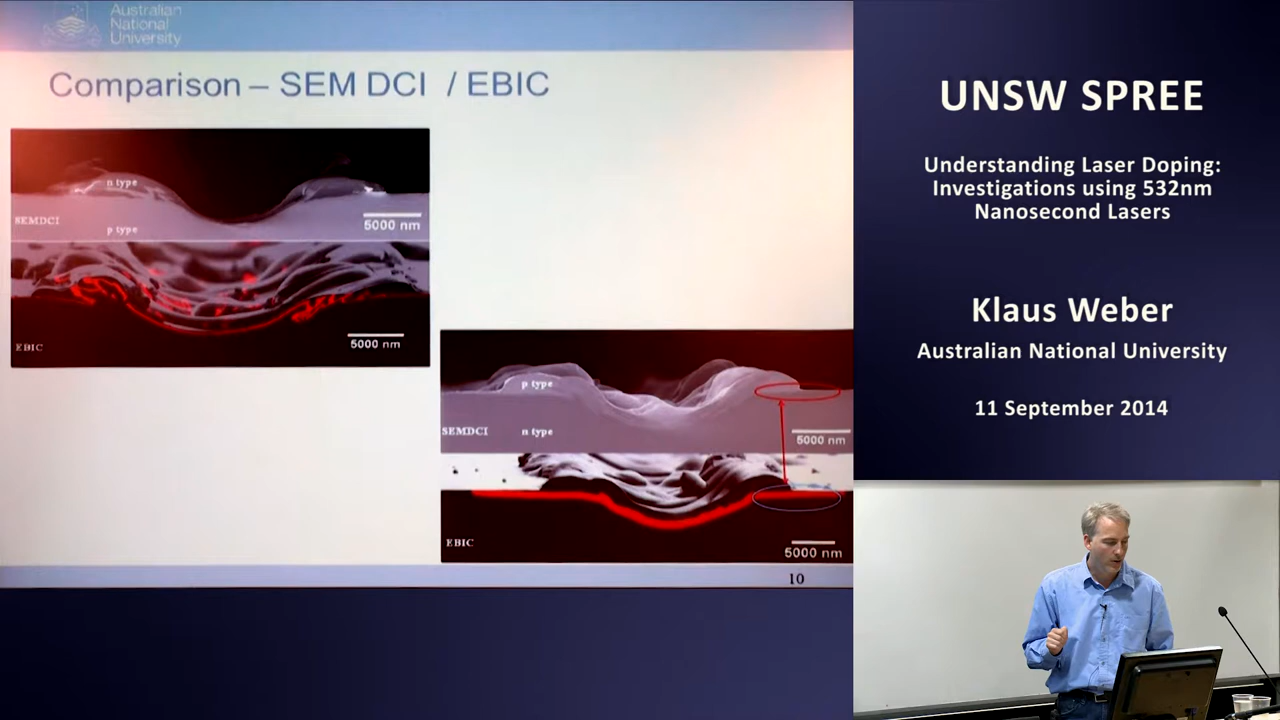 Australian
National
University
Comparison – SEM DCI / EBIC
n type
SEMDCI
p type
5000 nm
EBIC
5000 nm
p type
SEMDCI
n type
5000 nm
EBIC
5000 nm
10
UNSW SPREE
Understanding Laser Doping:
Investigations using 532nm
Nanosecond Lasers
Klaus Weber
Australian National University
11 September 2014